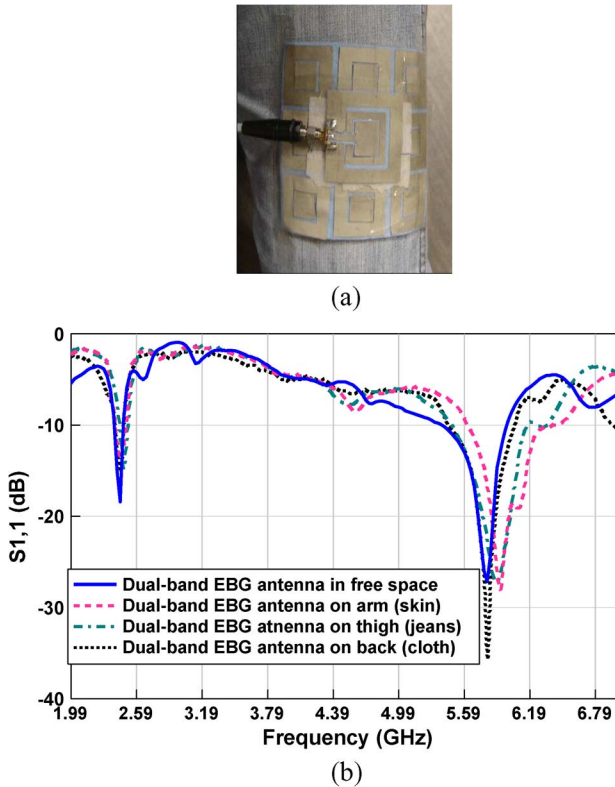 (a)
0
-10
-20
-30
-40
S1,1 (dB)
Dual-band EBG antenna in free space
Dual-band EBG antenna on arm (skin)
Dual-band EBG atnenna on thigh (jeans)
Dual-band EBG antenna on back (cloth)
1.99 2.59 3.19 3.79 4.39 4.99 5.59 6.19 6.79
Frequency (GHz)
(b)